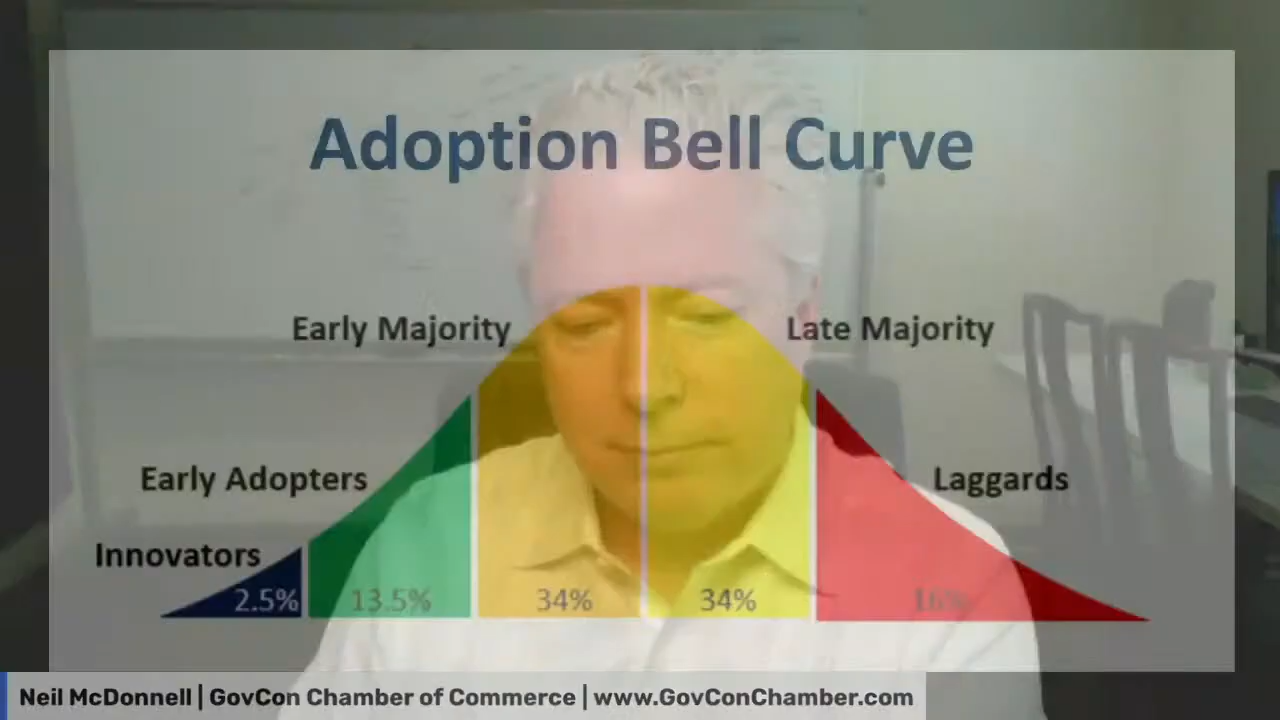 Adoption Bell Curve
Early Majority
Late Majority
Early Adopters
Laggards
Innovators
2.5%
13.5%
34%
34%
16%
Neil McDonnell | GovCon Chamber of Commerce | www.GovConChamber.com